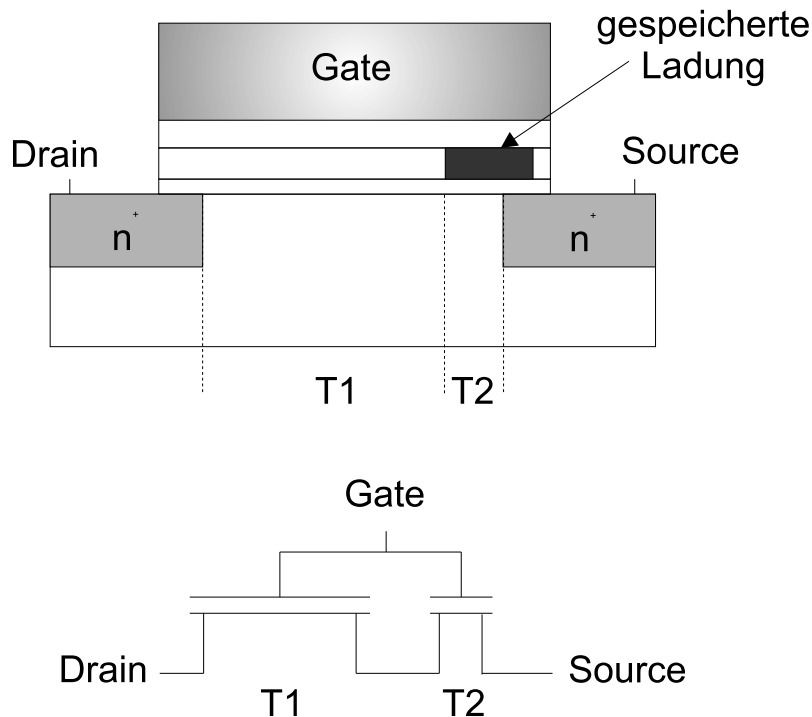 gespeicherte
Ladung
Gate
Drain
Source
n+
n+
T1
T2
Gate
Drain
Source
T1
T2